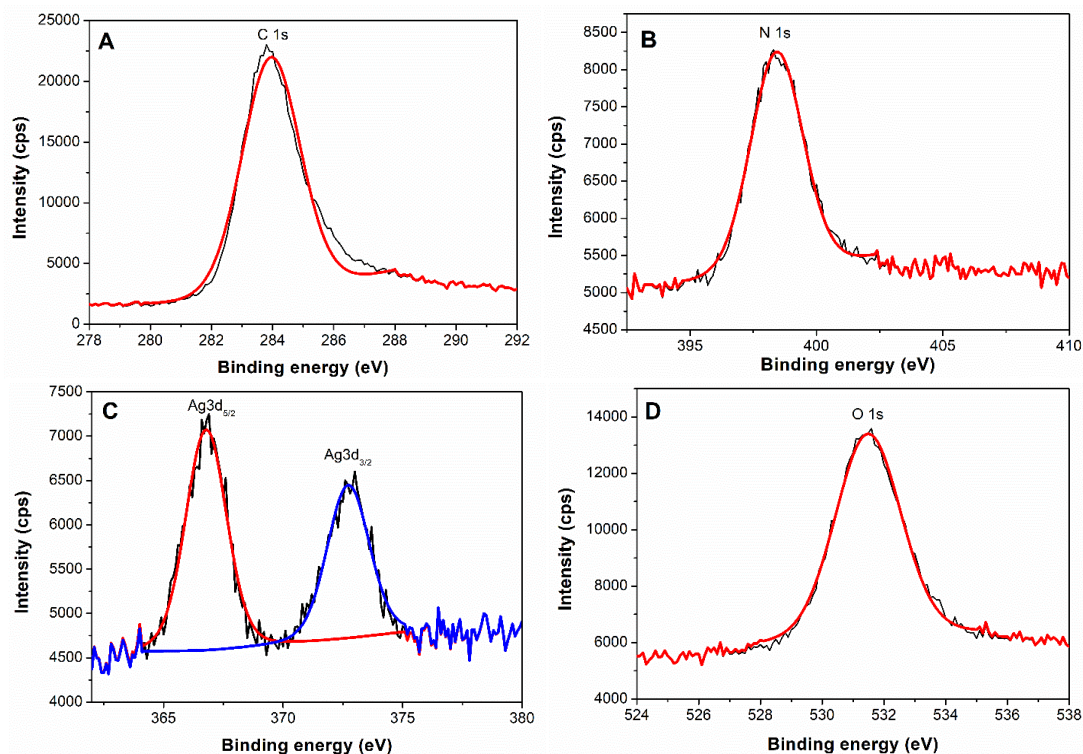 A
C 1s
25000
20000
15000
10000
5000
0
278 280 282 284 286 288 290 292
Intensity (cps)
Binding energy (eV)
B
N 1s
8500
8000
7500
7000
6500
6000
5500
5000
4500
395 400 405 410
Intensity (cps)
Binding energy (eV)
C
Ag3d5/2
Ag3d3/2
7500
7000
6500
6000
5500
5000
4500
4000
365 370 375 380
Intensity (cps)
Binding energy (eV)
D
O 1s
14000
12000
10000
8000
6000
4000
524 526 528 530 532 534 536 538
Intensity (cps)
Binding energy (eV)